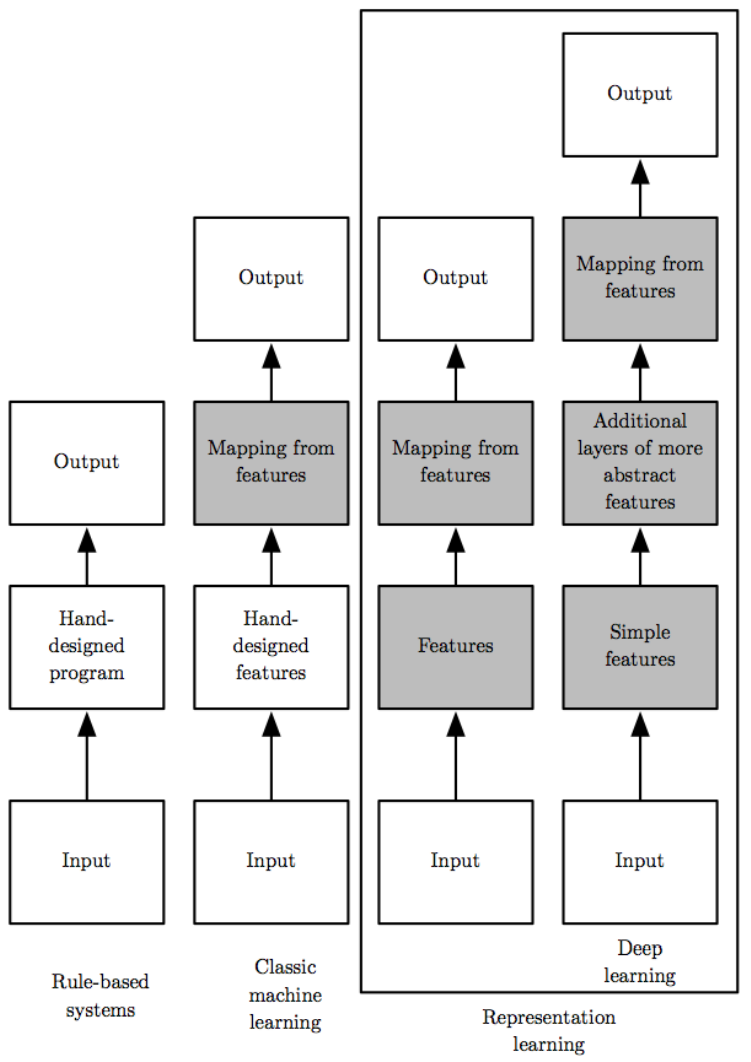 Output
Output
Output
Mapping from
features
Output
Mapping from
features
Mapping from
features
Additional
layers of more
abstract
features
Hand-
designed
program
Hand-
designed
features
Features
Simple
features
Input
Input
Input
Input
Rule-based
systems
Classic
machine
learning
Deep
learning
Representation
learning